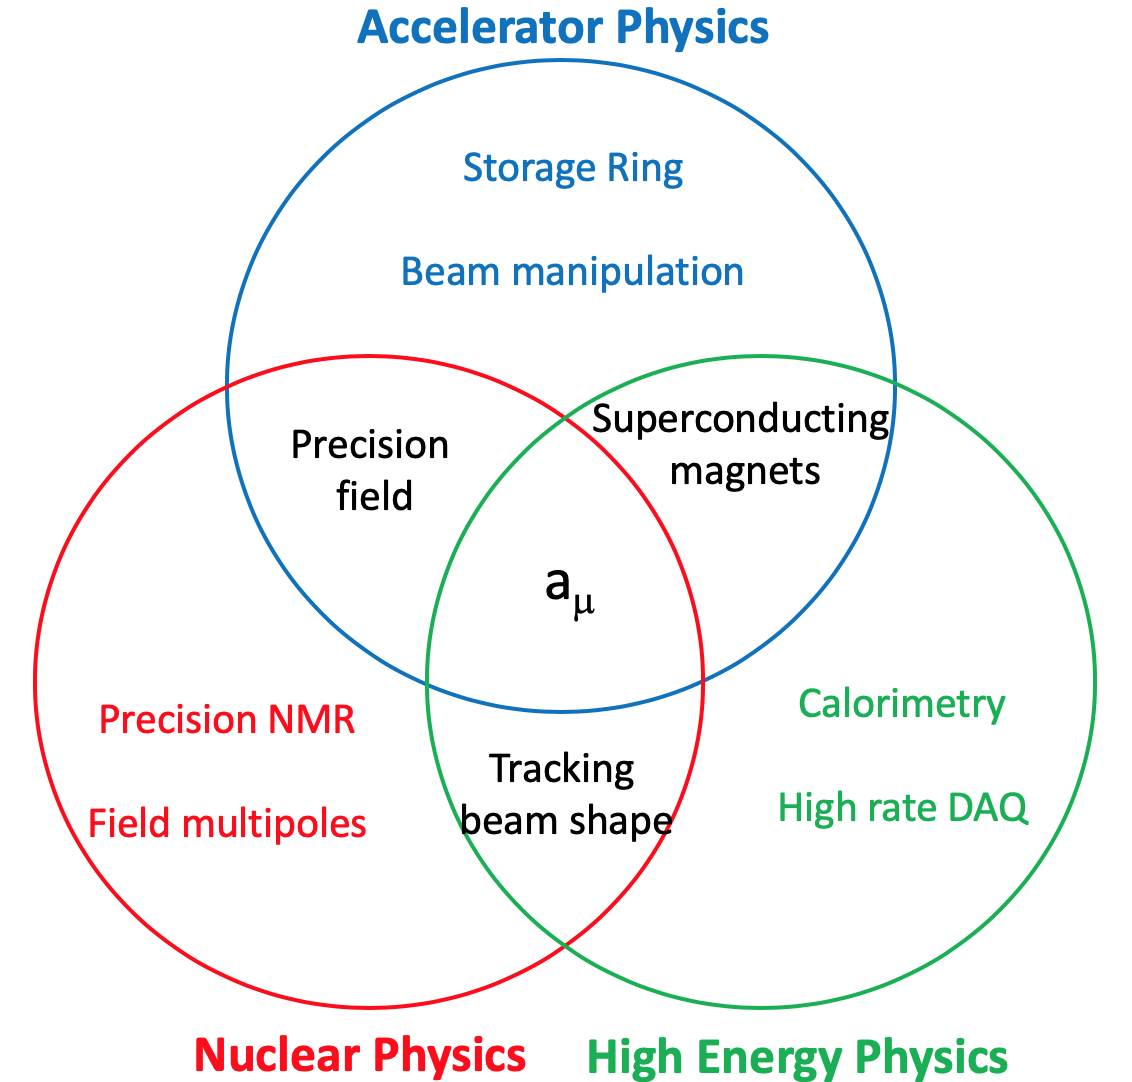 Accelerator Physics
Storage Ring
Beam manipulation
Precision
field
Superconducting
magnets
aμ
Precision NMR
Field multipoles
Tracking
beam shape
Calorimetry
High rate DAQ
Nuclear Physics
High Energy Physics